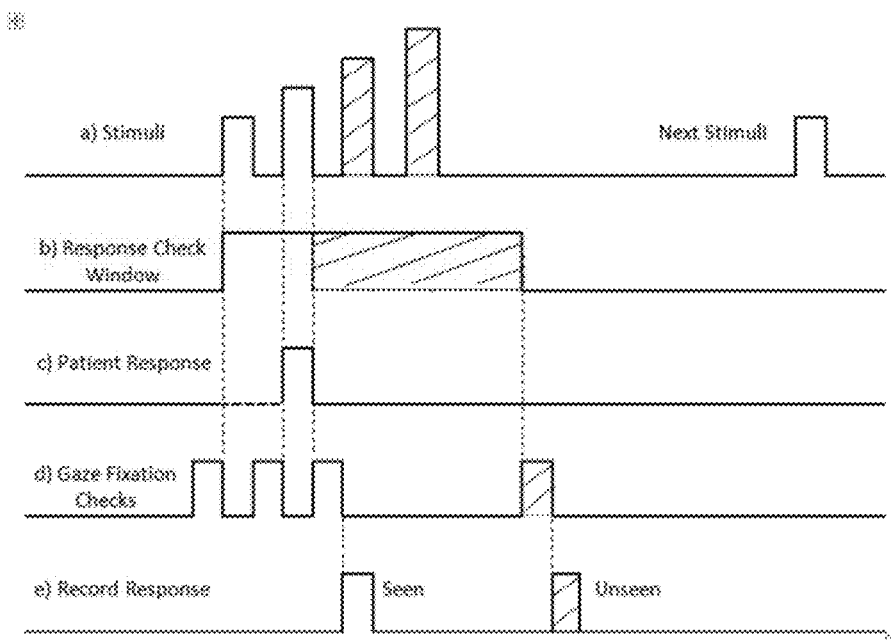 ※
a) Stimuli
Next Stimuli
b) Response Check
Window
c) Patient Response
d) Gaze Fixation
Checks
e) Record Response
Seen
Unseen